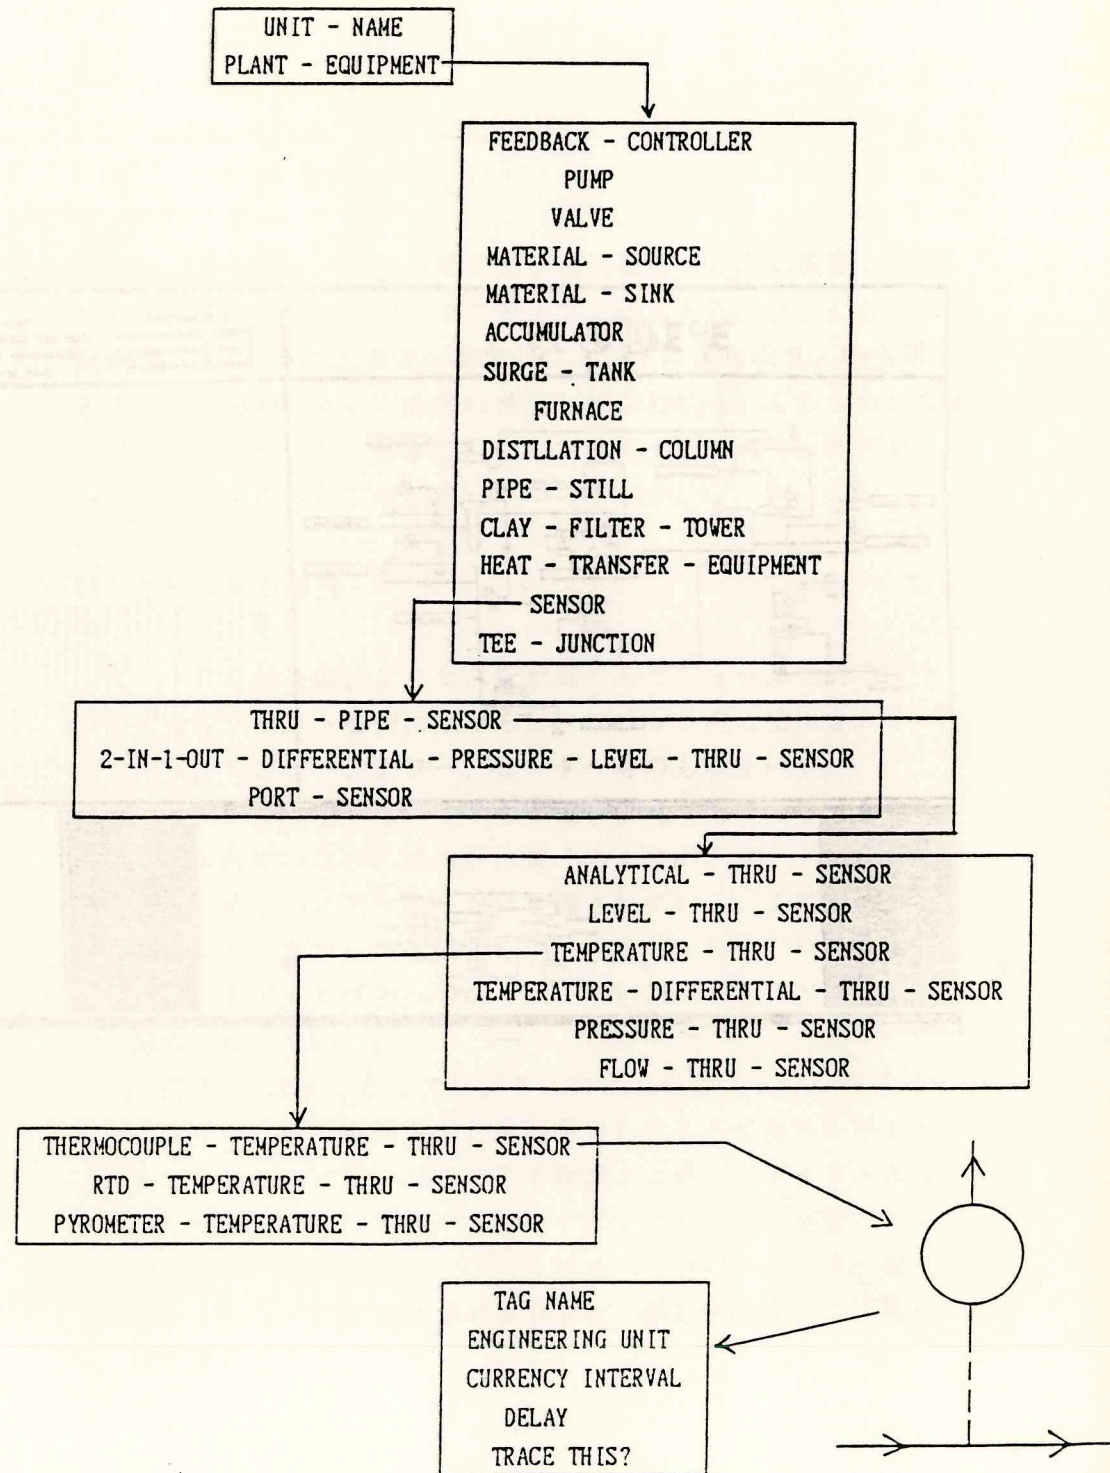 UNIT - NAME
PLANT - EQUIPMENT
FEEDBACK - CONTROLLER
PUMP
VALVE
MATERIAL - SOURCE
MATERIAL - SINK
ACCUMULATOR
SURGE - TANK
FURNACE
DISTLLATION - COLUMN
PIPE - STILL
CLAY - FILTER - TOWER
HEAT - TRANSFER - EQUIPMENT
SENSOR
TEE - JUNCTION
THRU - PIPE - SENSOR
2-IN-1-OUT - DIFFERENTIAL - PRESSURE - LEVEL - THRU - SENSOR
PORT - SENSOR
ANALYTICAL - THRU - SENSOR
LEVEL - THRU - SENSOR
TEMPERATURE - THRU - SENSOR
TEMPERATURE - DIFFERENTIAL - THRU - SENSOR
PRESSURE - THRU - SENSOR
FLOW - THRU - SENSOR
THERMOCOUPLE - TEMPERATURE - THRU - SENSOR
RTD - TEMPERATURE - THRU - SENSOR
PYROMETER - TEMPERATURE - THRU - SENSOR
TAG NAME
ENGINEERING UNIT
CURRENCY INTERVAL
DELAY
TRACE THIS?